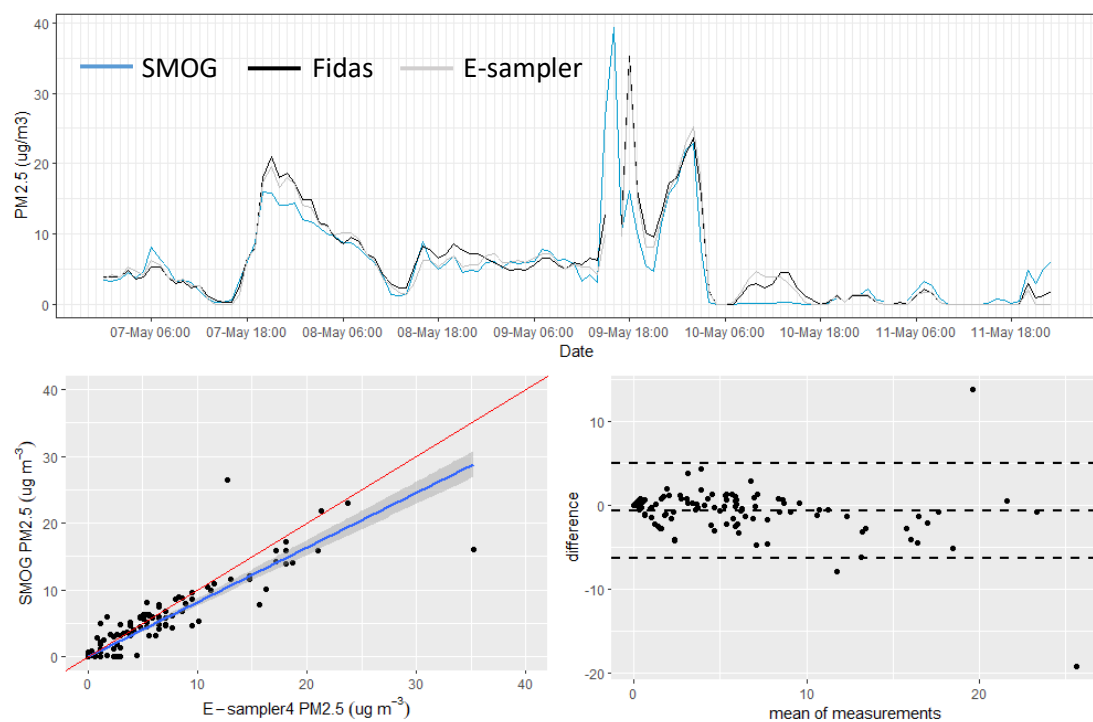 SMOG Fidas E-sampler
PM2.5 (ug/m3)
40
30
20
10
0
07-May 06:00 07-May 18:00 08-May 06:00 08-May 18:00 09-May 06:00 09-May 18:00 10-May 06:00 10-May 18:00 11-May 06:00 11-May 18:00
Date
SMOG PM2.5 (ug m⁻³)
40
30
20
10
0
0 10 20 30 40
E−sampler4 PM2.5 (ug m⁻³)
difference
10
0
-10
-20
0 10 20
mean of measurements